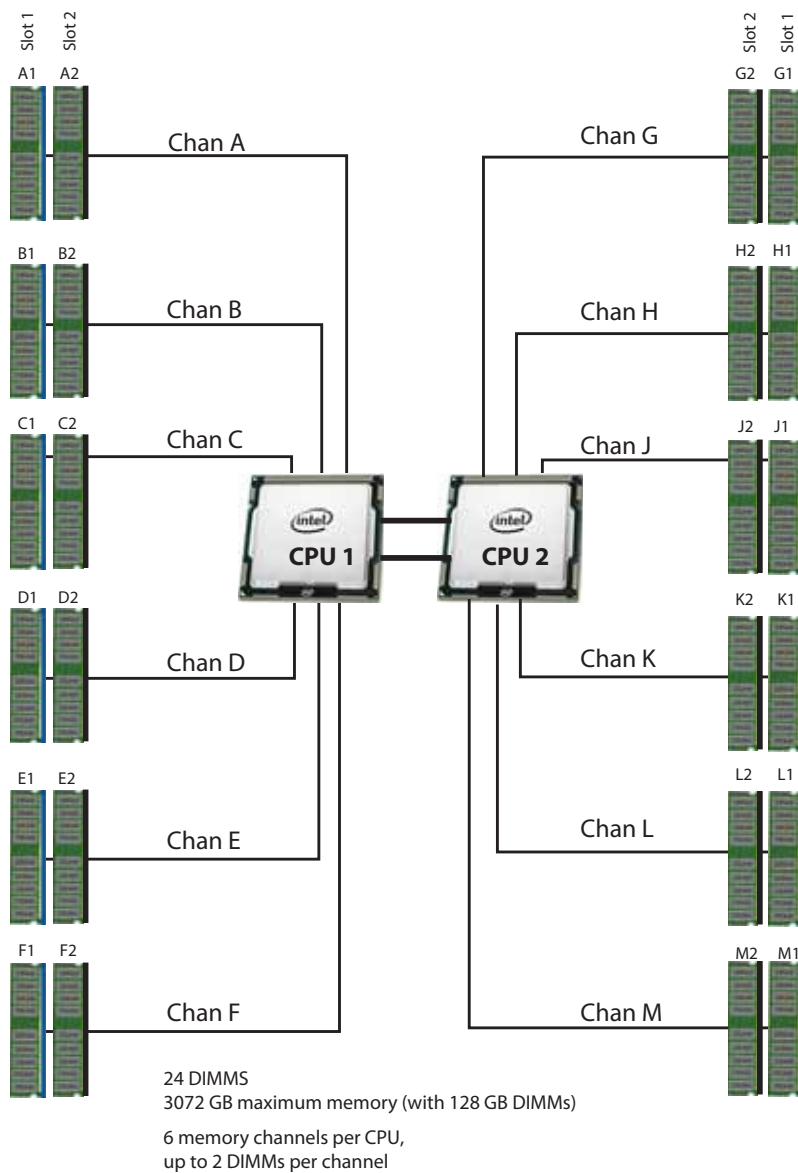 Slot 1 Slot 2
Slot 2 Slot 1
A1 A2
G2 G1
Chan A
Chan G
B1 B2
H2 H1
Chan B
Chan H
C1 C2
J2 J1
Chan C
Chan J
intel
CPU 1
intel
CPU 2
D1 D2
K2 K1
Chan D
Chan K
E1 E2
L2 L1
Chan E
Chan L
F1 F2
M2 M1
Chan F
Chan M
24 DIMMS
3072 GB maximum memory (with 128 GB DIMMs)
6 memory channels per CPU,
up to 2 DIMMs per channel